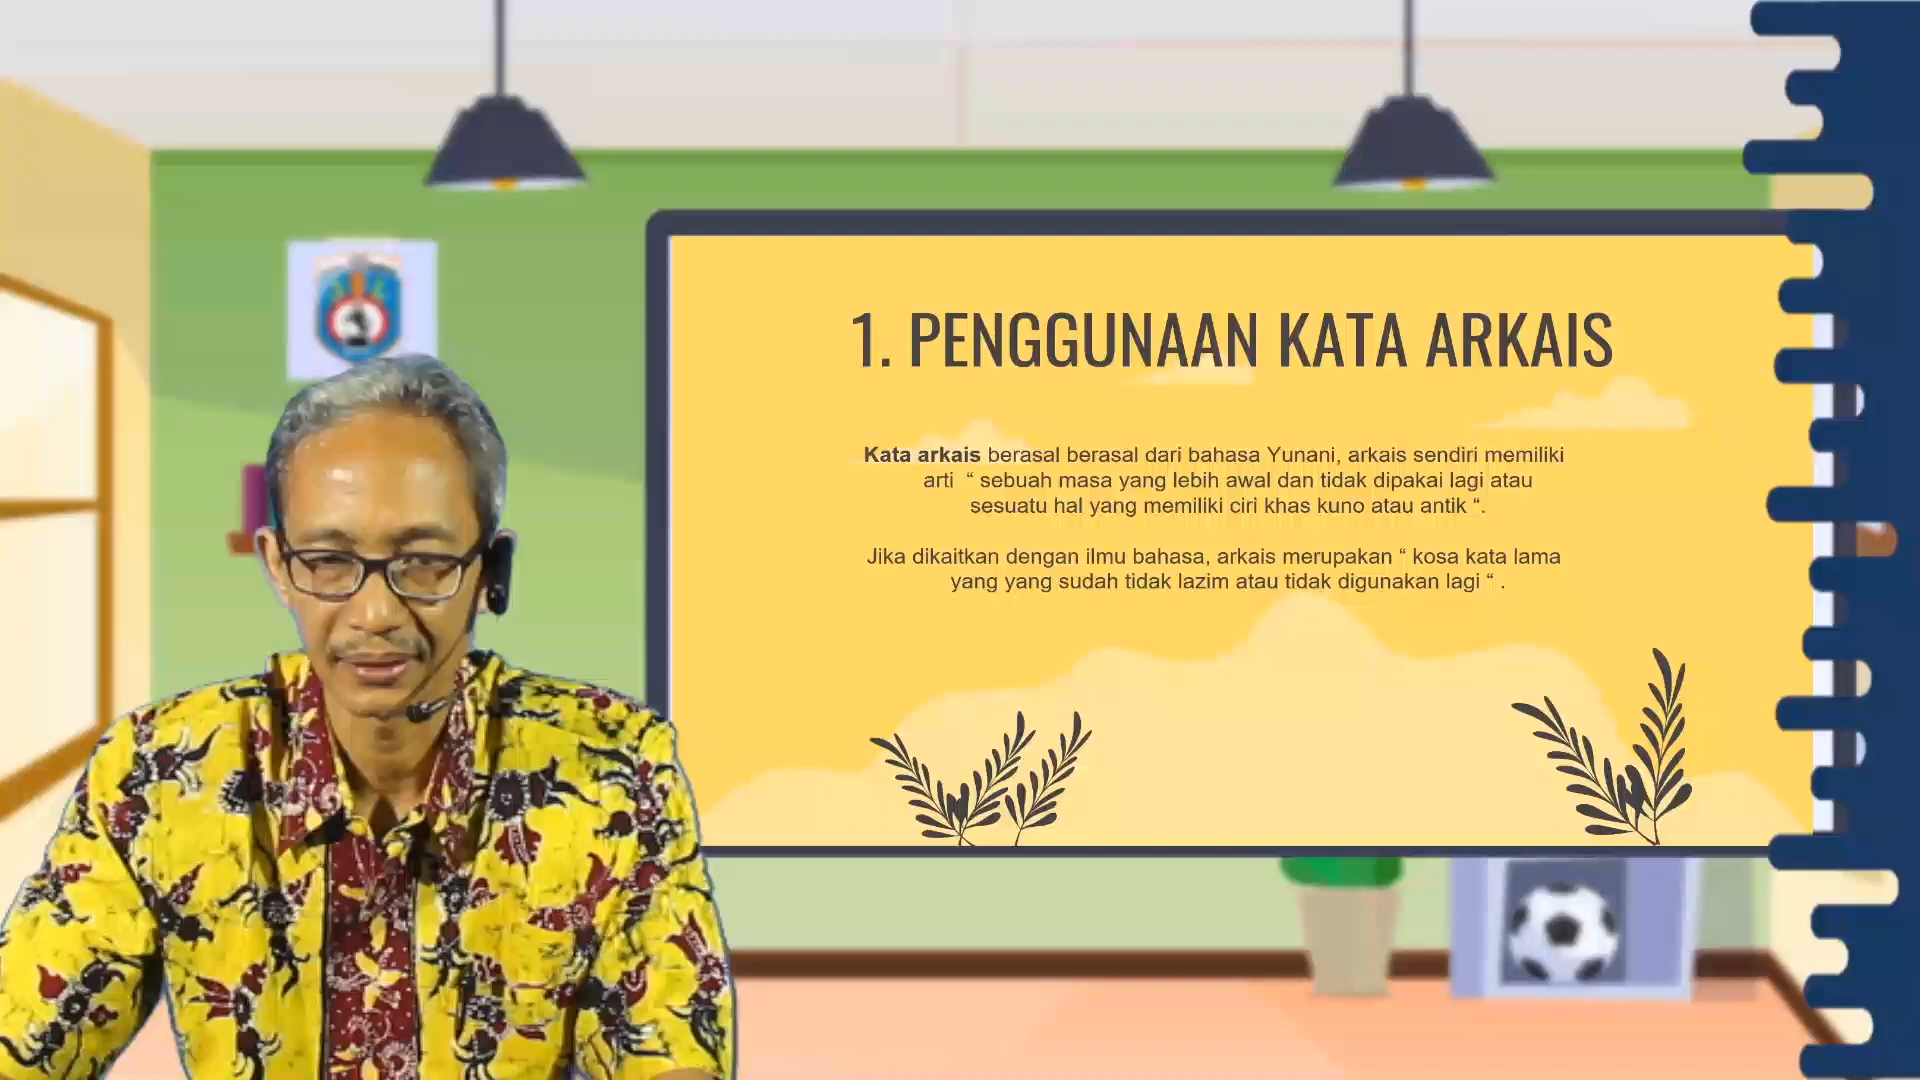 1. PENGGUNAAN KATA ARKAIS
Kata arkais berasal berasal dari bahasa Yunani, arkais sendiri memiliki
arti “ sebuah masa yang lebih awal dan tidak dipakai lagi atau
sesuatu hal yang memiliki ciri khas kuno atau antik “.
Jika dikaitkan dengan ilmu bahasa, arkais merupakan “ kosa kata lama
yang yang sudah tidak lazim atau tidak digunakan lagi “ .